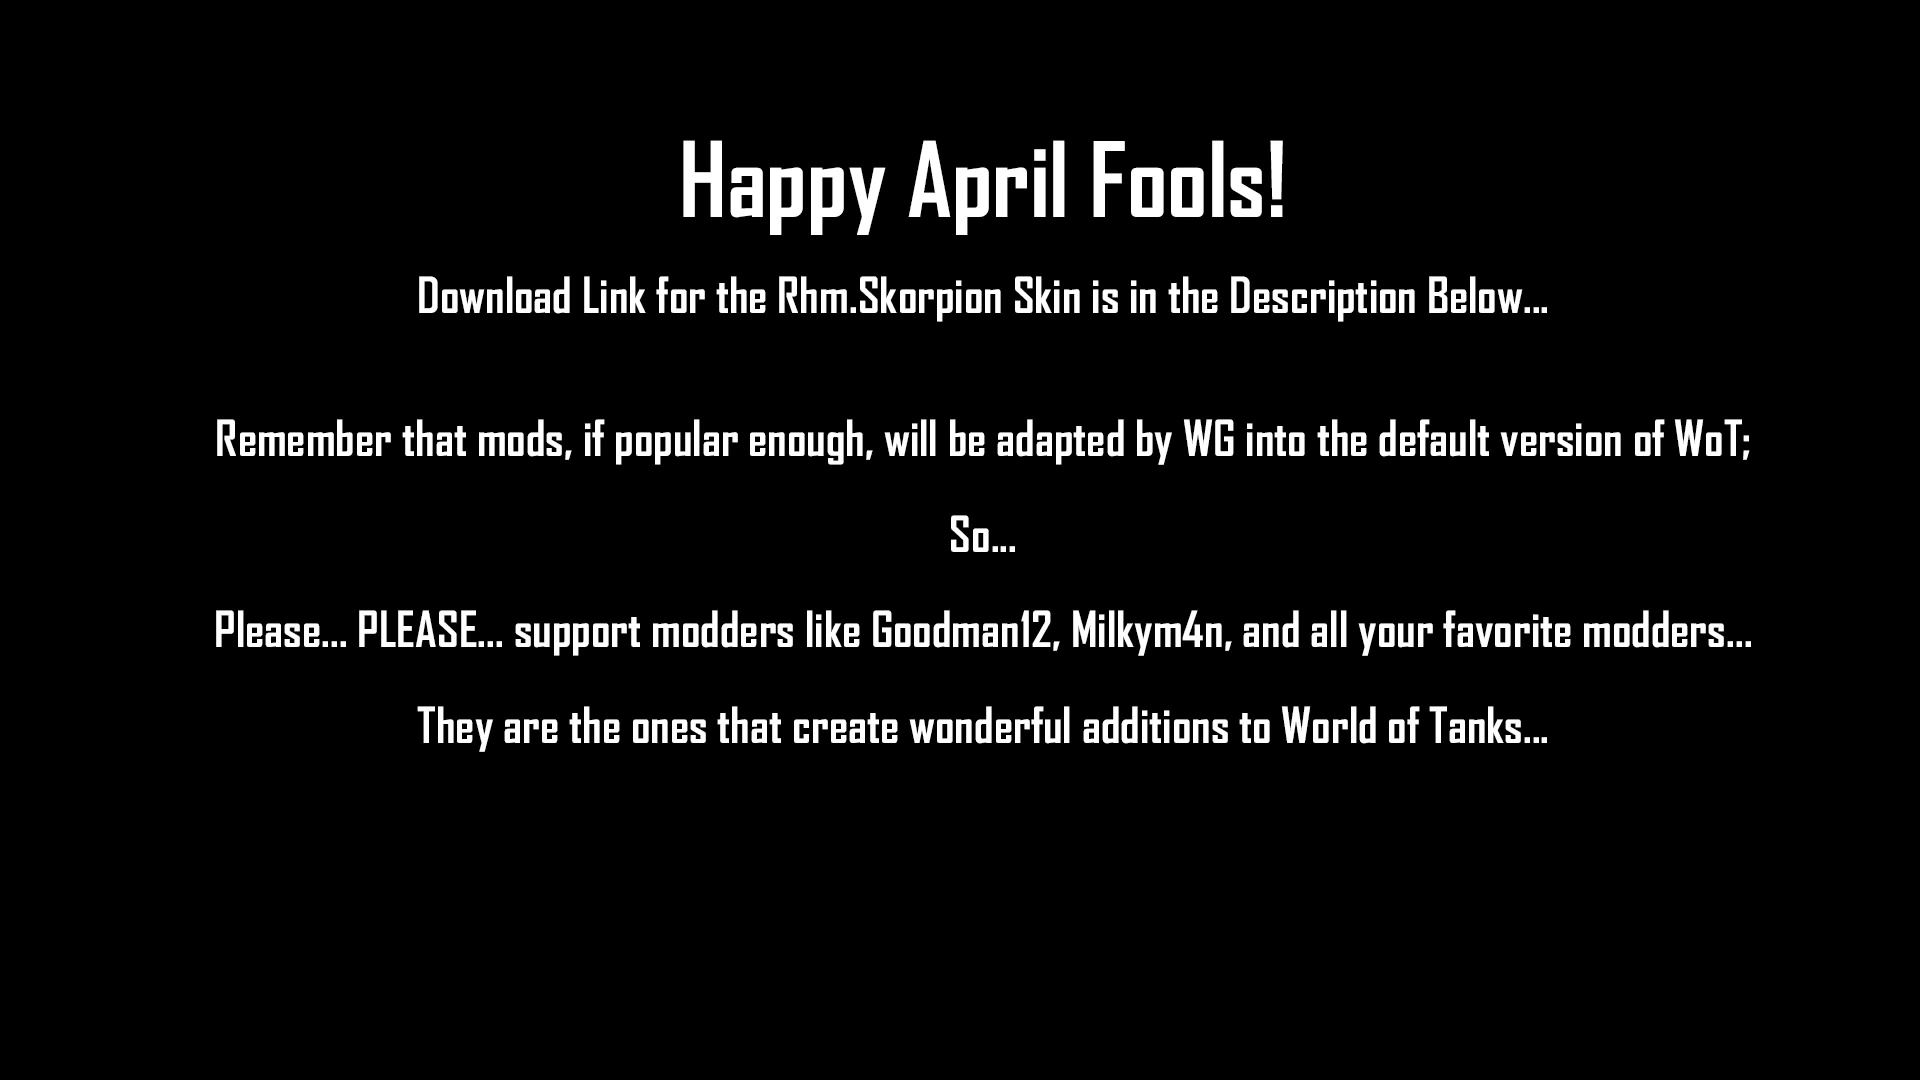 Happy April Fools!
Download Link for the Rhm.Skorpion Skin is in the Description Below...
Remember that mods, if popular enough, will be adapted by WG into the default version of WoT;
So...
Please... PLEASE... support modders like Goodman12, Milkym4n, and all your favorite modders...
They are the ones that create wonderful additions to World of Tanks...